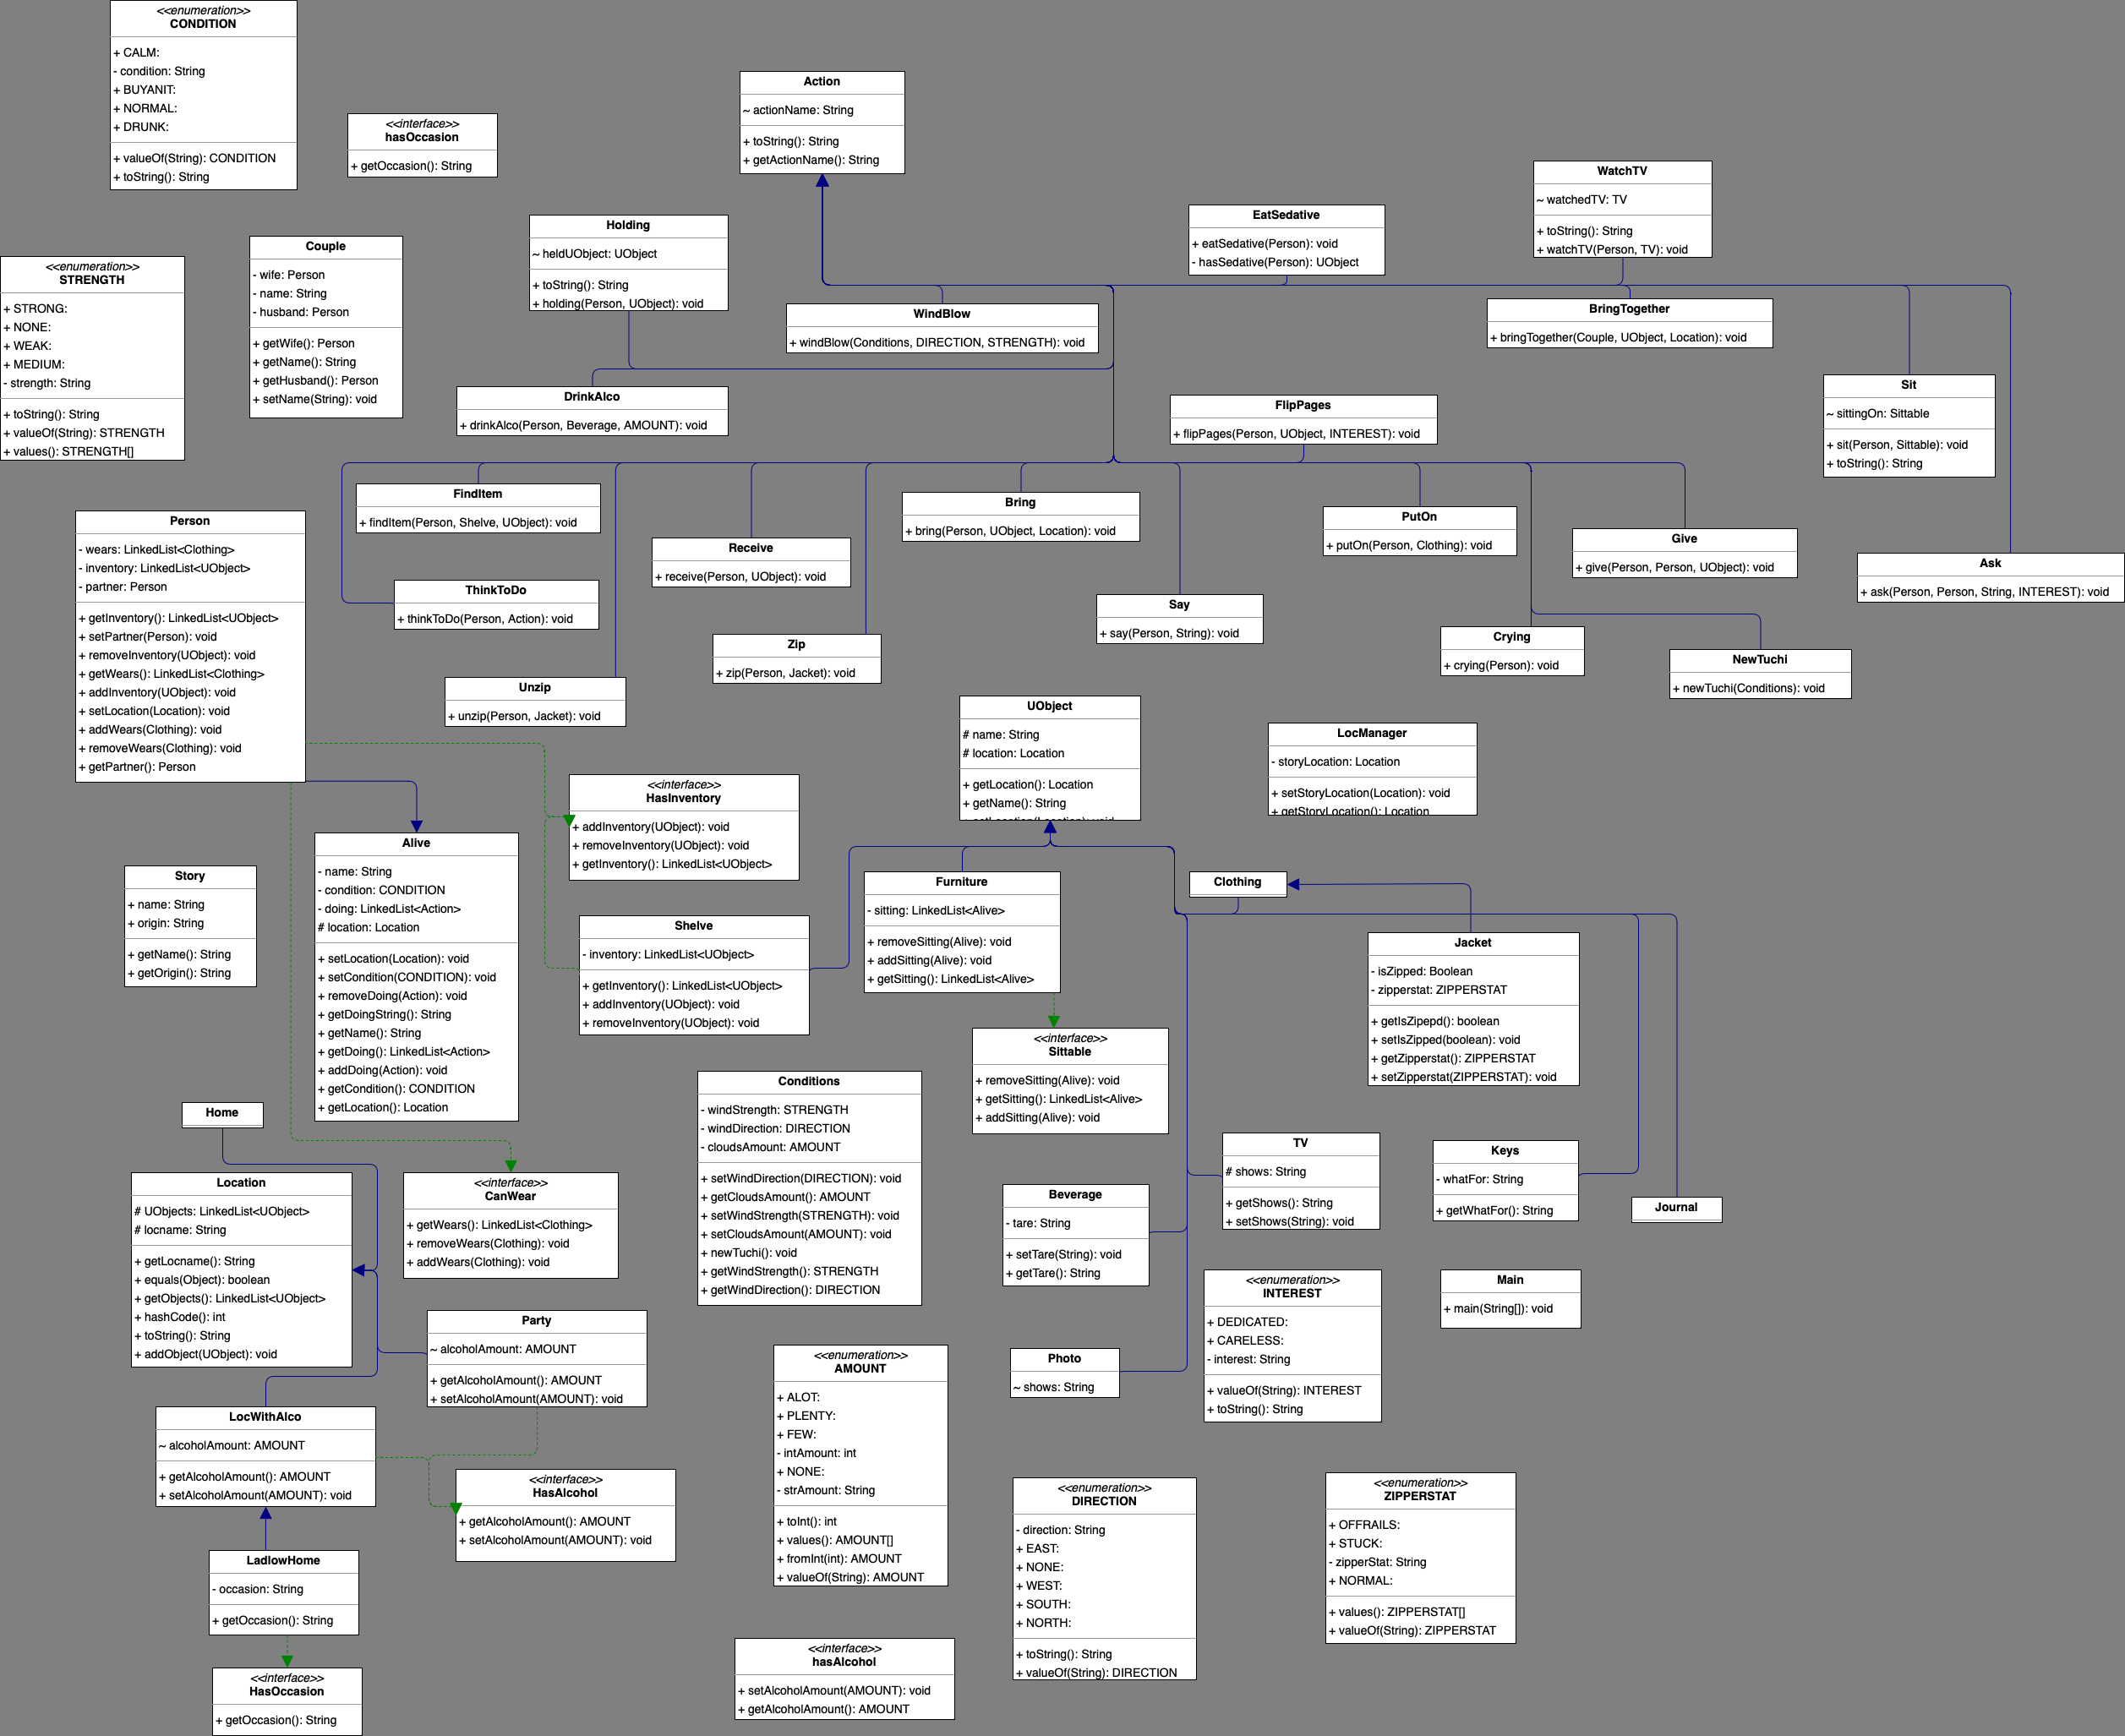 <<enumeration>>
CONDITION
+ CALM:
- condition: String
+ BUYANIT:
+ NORMAL:
+ DRUNK:
+ valueOf(String): CONDITION
+ toString(): String
<<interface>>
hasOccasion
+ getOccasion(): String
Action
~ actionName: String
+ toString(): String
+ getActionName(): String
WatchTV
~ watchedTV: TV
+ toString(): String
+ watchTV(Person, TV): void
EatSedative
+ eatSedative(Person): void
- hasSedative(Person): UObject
Holding
~ heldUObject: UObject
+ toString(): String
+ holding(Person, UObject): void
Couple
- wife: Person
- name: String
- husband: Person
+ getWife(): Person
+ getName(): String
+ getHusband(): Person
+ setName(String): void
<<enumeration>>
STRENGTH
+ STRONG:
+ NONE:
+ WEAK:
+ MEDIUM:
- strength: String
+ toString(): String
+ valueOf(String): STRENGTH
+ values(): STRENGTH[]
WindBlow
+ windBlow(Conditions, DIRECTION, STRENGTH): void
BringTogether
+ bringTogether(Couple, UObject, Location): void
Sit
~ sittingOn: Sittable
+ sit(Person, Sittable): void
+ toString(): String
DrinkAlco
+ drinkAlco(Person, Beverage, AMOUNT): void
FlipPages
+ flipPages(Person, UObject, INTEREST): void
FindItem
+ findItem(Person, Shelve, UObject): void
Bring
+ bring(Person, UObject, Location): void
PutOn
+ putOn(Person, Clothing): void
Give
+ give(Person, Person, UObject): void
Ask
+ ask(Person, Person, String, INTEREST): void
Receive
+ receive(Person, UObject): void
ThinkToDo
+ thinkToDo(Person, Action): void
Say
+ say(Person, String): void
Zip
+ zip(Person, Jacket): void
Crying
+ crying(Person): void
NewTuchi
+ newTuchi(Conditions): void
Unzip
+ unzip(Person, Jacket): void
Person
- wears: LinkedList<Clothing>
- inventory: LinkedList<UObject>
- partner: Person
+ getInventory(): LinkedList<UObject>
+ setPartner(Person): void
+ removeInventory(UObject): void
+ getWears(): LinkedList<Clothing>
+ addInventory(UObject): void
+ setLocation(Location): void
+ addWears(Clothing): void
+ removeWears(Clothing): void
+ getPartner(): Person
UObject
# name: String
# location: Location
+ getLocation(): Location
+ getName(): String
+ setLocation(Location): void
LocManager
- storyLocation: Location
+ setStoryLocation(Location): void
+ getStoryLocation(): Location
<<interface>>
HasInventory
+ addInventory(UObject): void
+ removeInventory(UObject): void
+ getInventory(): LinkedList<UObject>
Alive
- name: String
- condition: CONDITION
- doing: LinkedList<Action>
# location: Location
+ setLocation(Location): void
+ setCondition(CONDITION): void
+ removeDoing(Action): void
+ getDoingString(): String
+ getName(): String
+ getDoing(): LinkedList<Action>
+ addDoing(Action): void
+ getCondition(): CONDITION
+ getLocation(): Location
Story
+ name: String
+ origin: String
+ getName(): String
+ getOrigin(): String
Furniture
- sitting: LinkedList<Alive>
+ removeSitting(Alive): void
+ addSitting(Alive): void
+ getSitting(): LinkedList<Alive>
Clothing
Shelve
- inventory: LinkedList<UObject>
+ getInventory(): LinkedList<UObject>
+ addInventory(UObject): void
+ removeInventory(UObject): void
Jacket
- isZipped: Boolean
- zipperstat: ZIPPERSTAT
+ getIsZipepd(): boolean
+ setIsZipped(boolean): void
+ getZipperstat(): ZIPPERSTAT
+ setZipperstat(ZIPPERSTAT): void
<<interface>>
Sittable
+ removeSitting(Alive): void
+ getSitting(): LinkedList<Alive>
+ addSitting(Alive): void
Conditions
- windStrength: STRENGTH
- windDirection: DIRECTION
- cloudsAmount: AMOUNT
+ setWindDirection(DIRECTION): void
+ getCloudsAmount(): AMOUNT
+ setWindStrength(STRENGTH): void
+ setCloudsAmount(AMOUNT): void
+ newTuchi(): void
+ getWindStrength(): STRENGTH
+ getWindDirection(): DIRECTION
Home
Location
# UObjects: LinkedList<UObject>
# locname: String
+ getLocname(): String
+ equals(Object): boolean
+ getObjects(): LinkedList<UObject>
+ hashCode(): int
+ toString(): String
+ addObject(UObject): void
<<interface>>
CanWear
+ getWears(): LinkedList<Clothing>
+ removeWears(Clothing): void
+ addWears(Clothing): void
TV
# shows: String
+ getShows(): String
+ setShows(String): void
Keys
- whatFor: String
+ getWhatFor(): String
Journal
Beverage
- tare: String
+ setTare(String): void
+ getTare(): String
<<enumeration>>
INTEREST
+ DEDICATED:
+ CARELESS:
- interest: String
+ valueOf(String): INTEREST
+ toString(): String
Main
+ main(String[]): void
Party
~ alcoholAmount: AMOUNT
+ getAlcoholAmount(): AMOUNT
+ setAlcoholAmount(AMOUNT): void
Photo
~ shows: String
<<enumeration>>
AMOUNT
+ ALOT:
+ PLENTY:
+ FEW:
- intAmount: int
+ NONE:
- strAmount: String
+ toInt(): int
+ values(): AMOUNT[]
+ fromInt(int): AMOUNT
+ valueOf(String): AMOUNT
LocWithAlco
~ alcoholAmount: AMOUNT
+ getAlcoholAmount(): AMOUNT
+ setAlcoholAmount(AMOUNT): void
<<interface>>
HasAlcohol
+ getAlcoholAmount(): AMOUNT
+ setAlcoholAmount(AMOUNT): void
<<enumeration>>
DIRECTION
- direction: String
+ EAST:
+ NONE:
+ WEST:
+ SOUTH:
+ NORTH:
+ toString(): String
+ valueOf(String): DIRECTION
<<enumeration>>
ZIPPERSTAT
+ OFFRAILS:
+ STUCK:
- zipperStat: String
+ NORMAL:
+ values(): ZIPPERSTAT[]
+ valueOf(String): ZIPPERSTAT
LadlowHome
- occasion: String
+ getOccasion(): String
<<interface>>
hasAlcohol
+ setAlcoholAmount(AMOUNT): void
+ getAlcoholAmount(): AMOUNT
<<interface>>
HasOccasion
+ getOccasion(): String